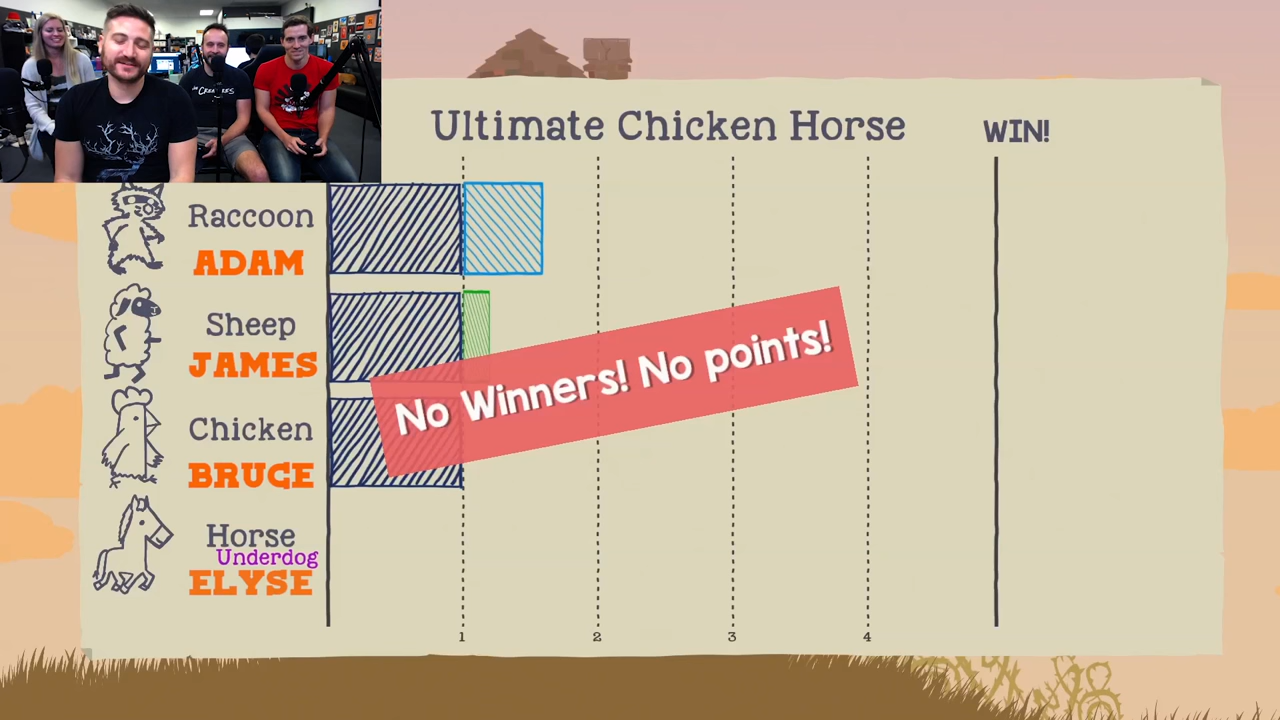 Ultimate Chicken Horse
WIN!
Raccoon
ADAM
Sheep
JAMES
No Winners! No points!
Chicken
BRUCE
Horse
Underdog
ELYSE
1 2 3 4